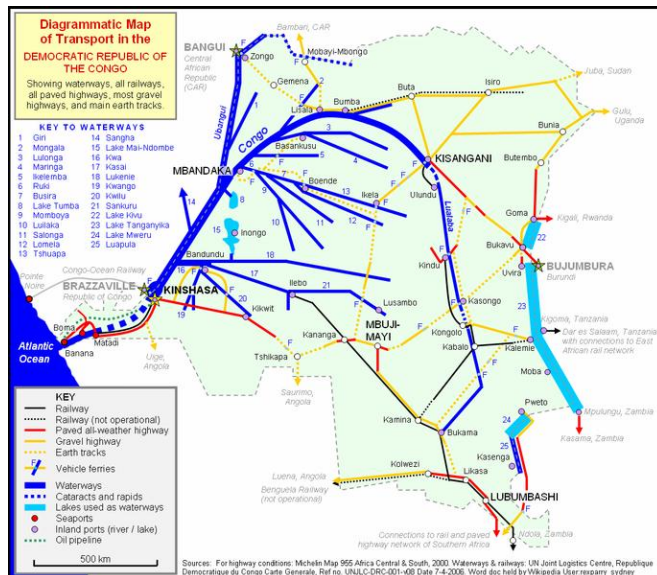 Diagrammatic Map
of Transport in the
DEMOCRATIC REPUBLIC OF
THE CONGO
Showing waterways, all railways,
all paved highways, most gravel
highways, and main earth tracks.
KEY TO WATERWAYS
1 Giri
2 Mongala
3 Lulonga
4 Maringa
5 Ikelemba
6 Ruki
7 Busira
8 Lake Tumba
9 Momboya
10 Luilaka
11 Salonga
12 Lomela
13 Tshuapa
14 Sangha
15 Lake Mai-Ndombe
16 Kwa
17 Kasai
18 Lukenie
19 Kwango
20 Kwilu
21 Sankuru
22 Lake Kivu
23 Lake Tanganyika
24 Lake Mweru
25 Luapula
Bambari, CAR
BANGUI
Central
African
Republic
(CAR)
Zongo
Mobayi-Mbongo
Gemena
Lisala
Bumba
Buta
Isiro
Juba, Sudan
Gulu,
Uganda
Bunia
Butembo
Ubangui
Congo
Basankusu
MBANDAKA
Boende
Ikela
KISANGANI
Ulundu
Lualaba
Goma
Kigali, Rwanda
Bukavu
Uvira
BUJUMBURA
Burundi
Inongo
Bandundu
Kindu
Congo-Ocean Railway
Pointe
Noire
BRAZZAVILLE
Republic of Congo
KINSHASA
Ilebo
Lusambo
Kasongo
Kigoma, Tanzania
Dar es Salaam, Tanzania
with connections to East
African rail network
Kikwit
Boma
Matadi
Banana
Atlantic
Ocean
Uige,
Angola
Kananga
MBUJI-
MAYI
Kongolo
Kabalo
Kalemie
Tshikapa
Saurimo,
Angola
Moba
Pweto
Mpulungu, Zambia
Kasama, Zambia
Kamina
Bukama
Kasenga
Kolwezi
Likasa
LUBUMBASHI
Luena, Angola
Benguela Railway
(not operational)
Connections to rail and paved
highway network of Southern Africa
Ndola, Zambia
KEY
Railway
Railway (not operational)
Paved all-weather highway
Gravel highway
Earth tracks
F
Vehicle ferries
Waterways
Cataracts and rapids
Lakes used as waterways
Seaports
Inland ports (river / lake)
Oil pipeline
500 km
Sources: For highway conditions: Michelin Map 955 Africa Central & South, 2000. Waterways & railways: UN Joint Logistics Centre, Republique
Democratique du Congo Carte Generale, Ref no. UNJLC-DRC-001-v08 Date 7-4-2006. Word doc held by Wikipedia User:rexparry_sydney